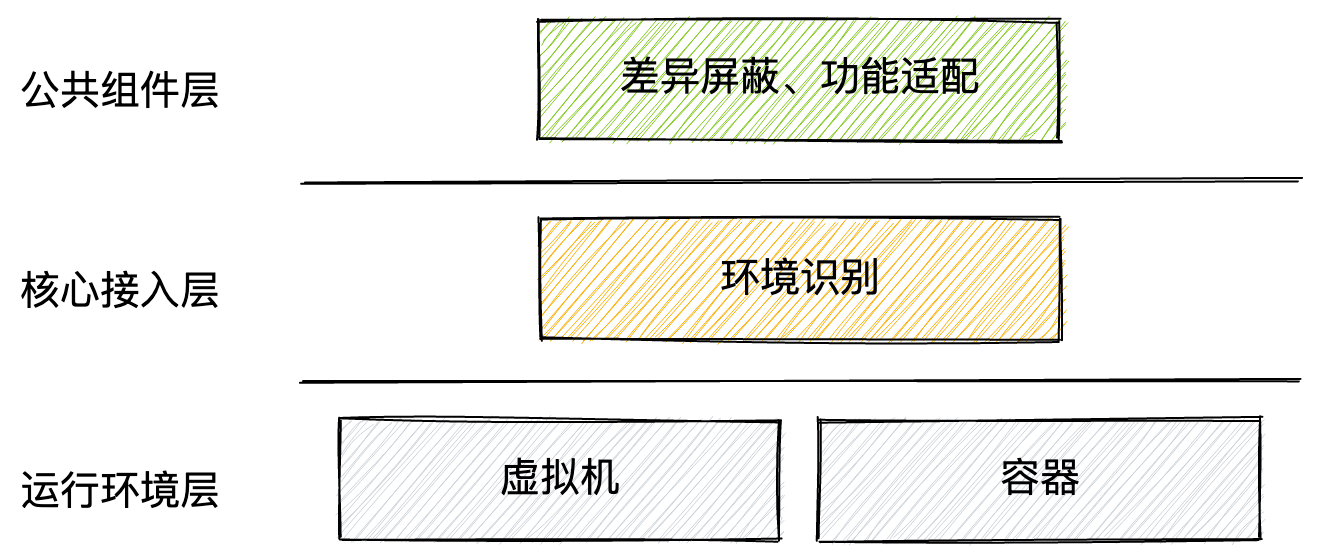 公共组件层
差异屏蔽、功能适配
核心接入层
环境识别
运行环境层
虚拟机
容器